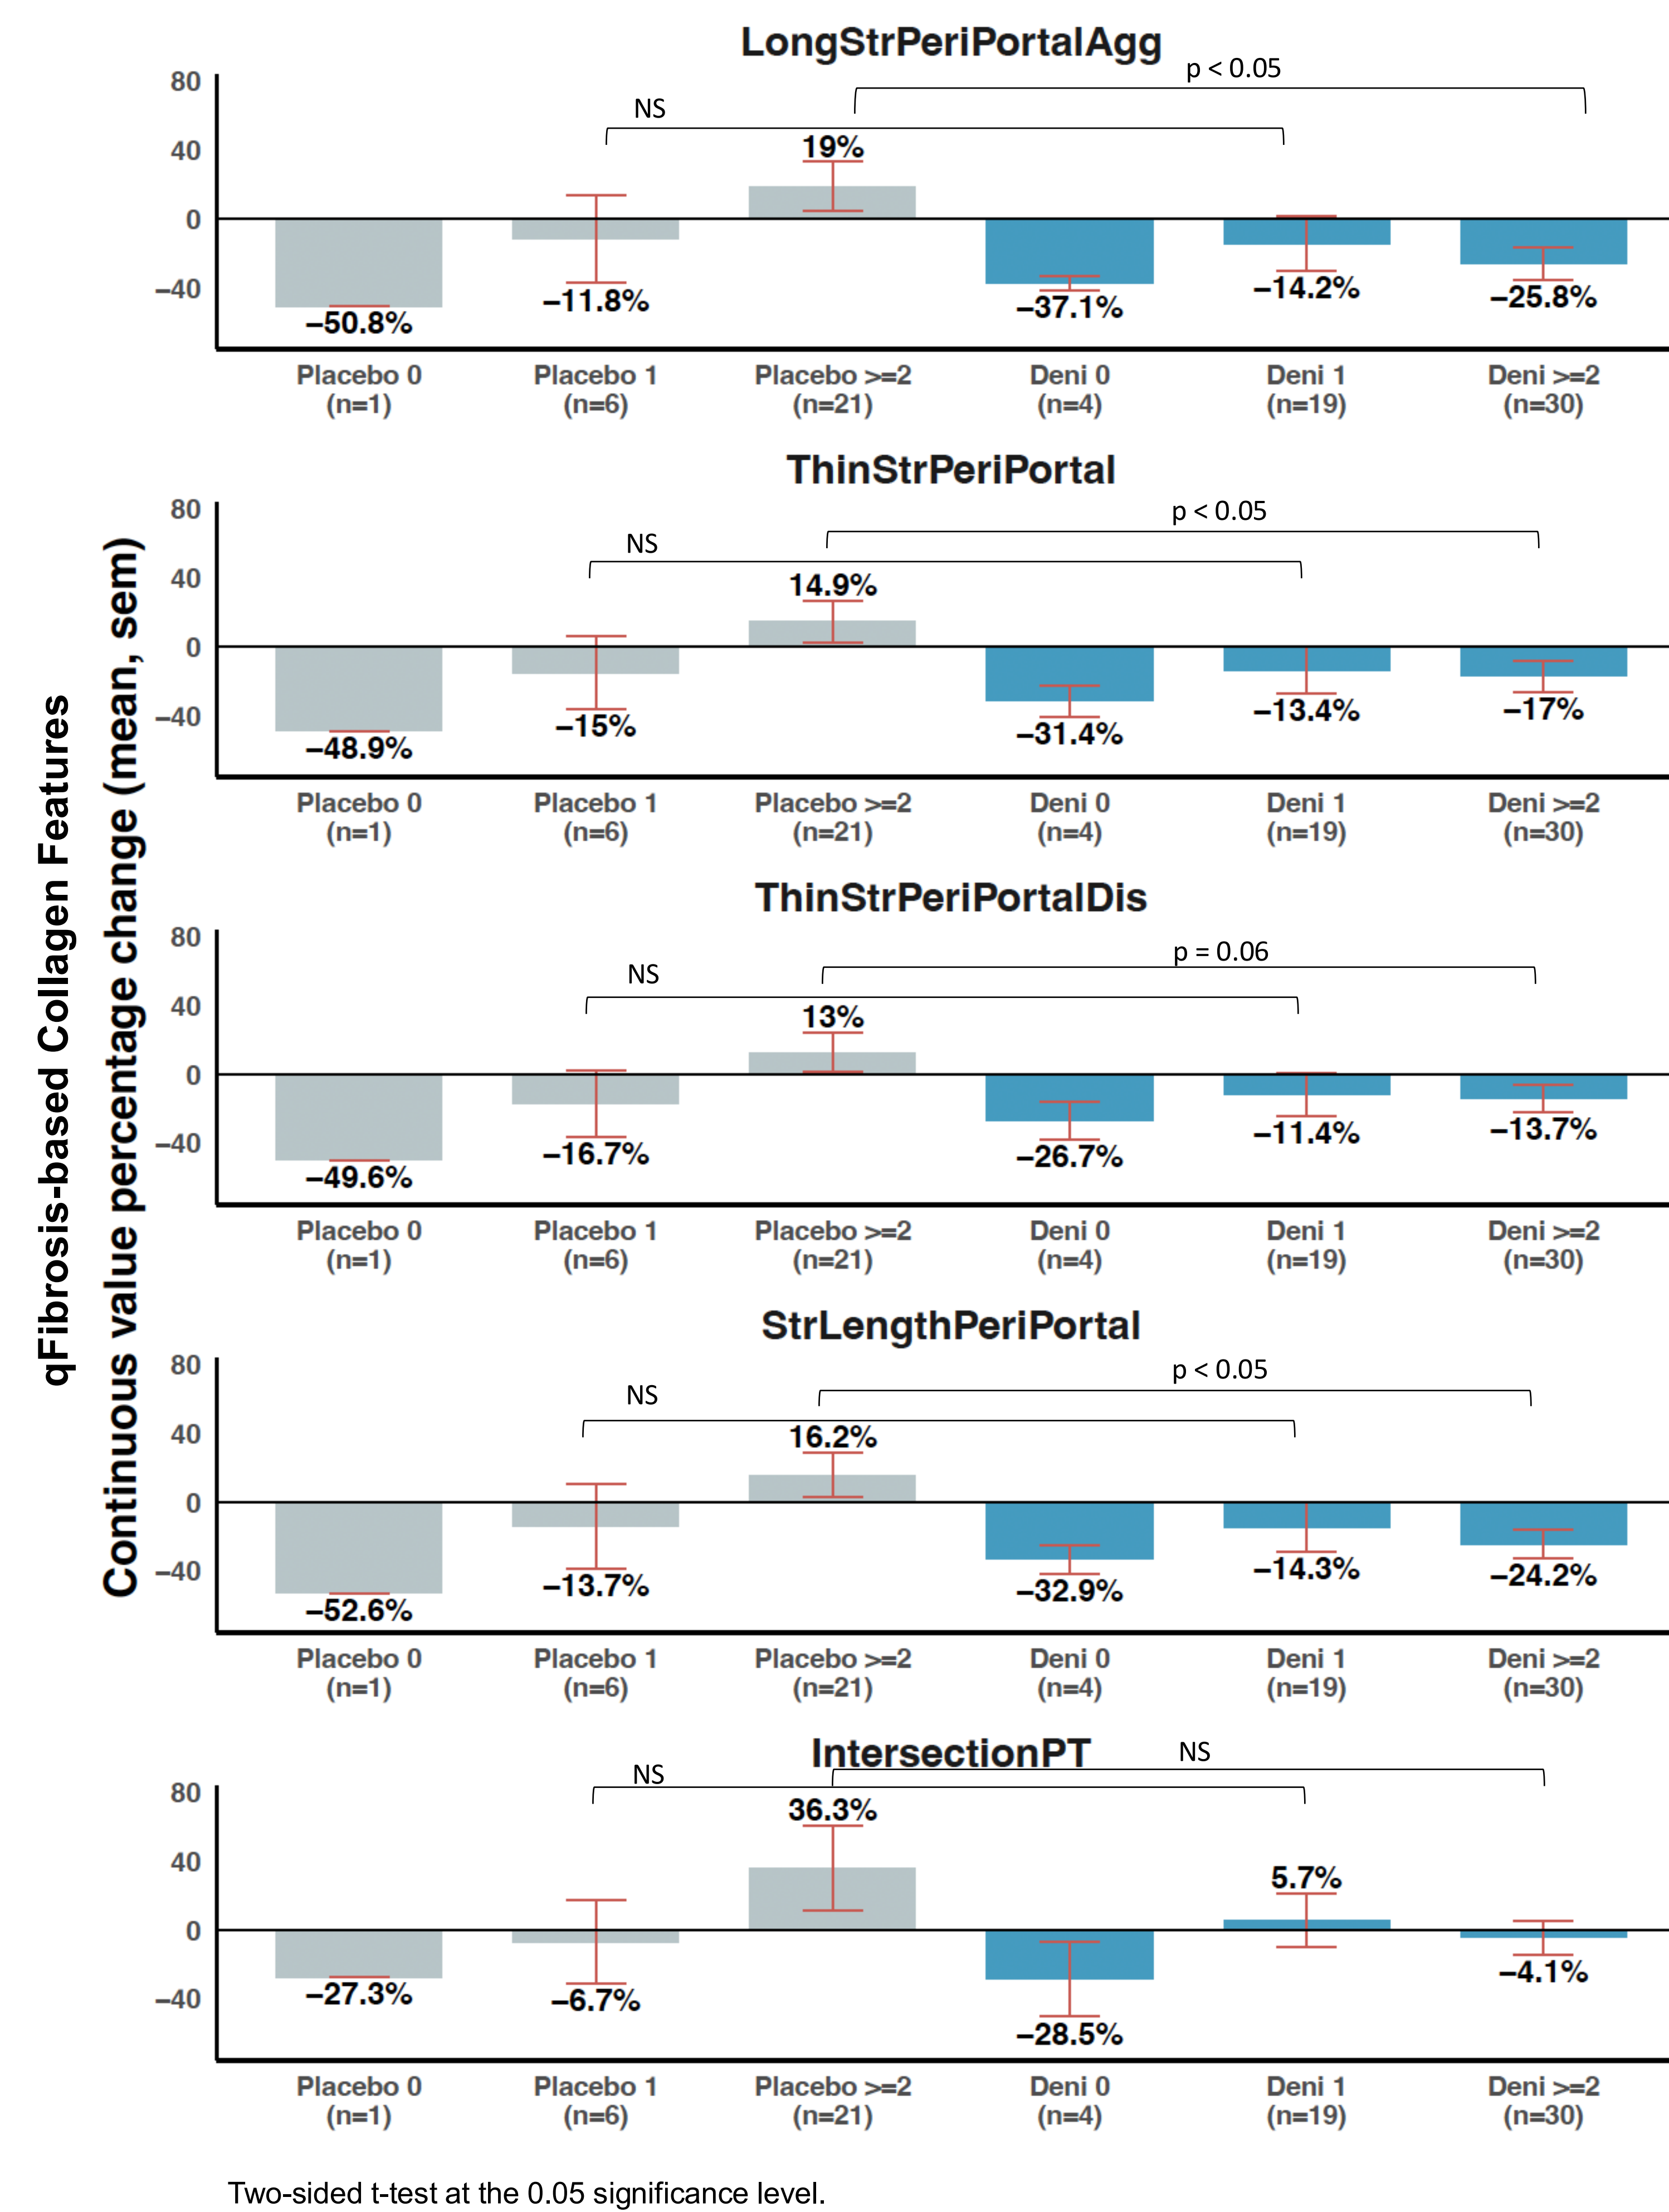 qFibrosis-based Collagen Features
Continuous value percentage change (mean, sem)
LongStrPeriPortalAgg
p < 0.05
NS
80
40
0
−40
19%
−50.8%
−11.8%
−37.1%
−14.2%
−25.8%
Placebo 0 Placebo 1 Placebo >=2 Deni 0 Deni 1 Deni >=2
(n=1) (n=6) (n=21) (n=4) (n=19) (n=30)
ThinStrPeriPortal
p < 0.05
NS
80
40
0
−40
14.9%
−48.9%
−15%
−31.4%
−13.4%
−17%
Placebo 0 Placebo 1 Placebo >=2 Deni 0 Deni 1 Deni >=2
(n=1) (n=6) (n=21) (n=4) (n=19) (n=30)
ThinStrPeriPortalDis
p = 0.06
NS
80
40
0
−40
13%
−49.6%
−16.7%
−26.7%
−11.4%
−13.7%
Placebo 0 Placebo 1 Placebo >=2 Deni 0 Deni 1 Deni >=2
(n=1) (n=6) (n=21) (n=4) (n=19) (n=30)
StrLengthPeriPortal
p < 0.05
NS
80
40
0
−40
16.2%
−52.6%
−13.7%
−32.9%
−14.3%
−24.2%
Placebo 0 Placebo 1 Placebo >=2 Deni 0 Deni 1 Deni >=2
(n=1) (n=6) (n=21) (n=4) (n=19) (n=30)
IntersectionPT
NS
NS
80
40
0
−40
36.3%
5.7%
−27.3%
−6.7%
−28.5%
−4.1%
Placebo 0 Placebo 1 Placebo >=2 Deni 0 Deni 1 Deni >=2
(n=1) (n=6) (n=21) (n=4) (n=19) (n=30)
Two-sided t-test at the 0.05 significance level.